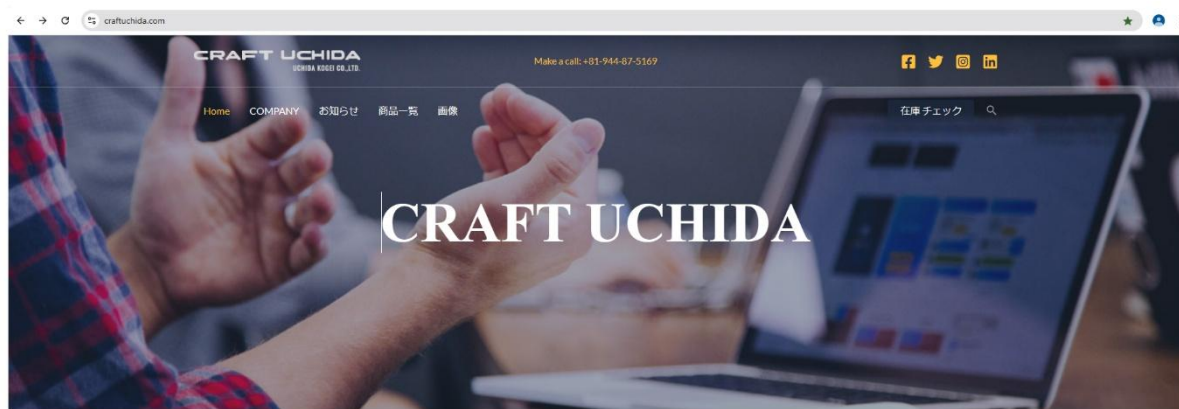 craftuchida.com
CRAFT UCHIDA
UCHIDA KOGEI CO.,LTD.
Make a call: +81-944-87-5169
Home COMPANY お知らせ 商品一覧 画像
在庫チェック
CRAFT UCHIDA